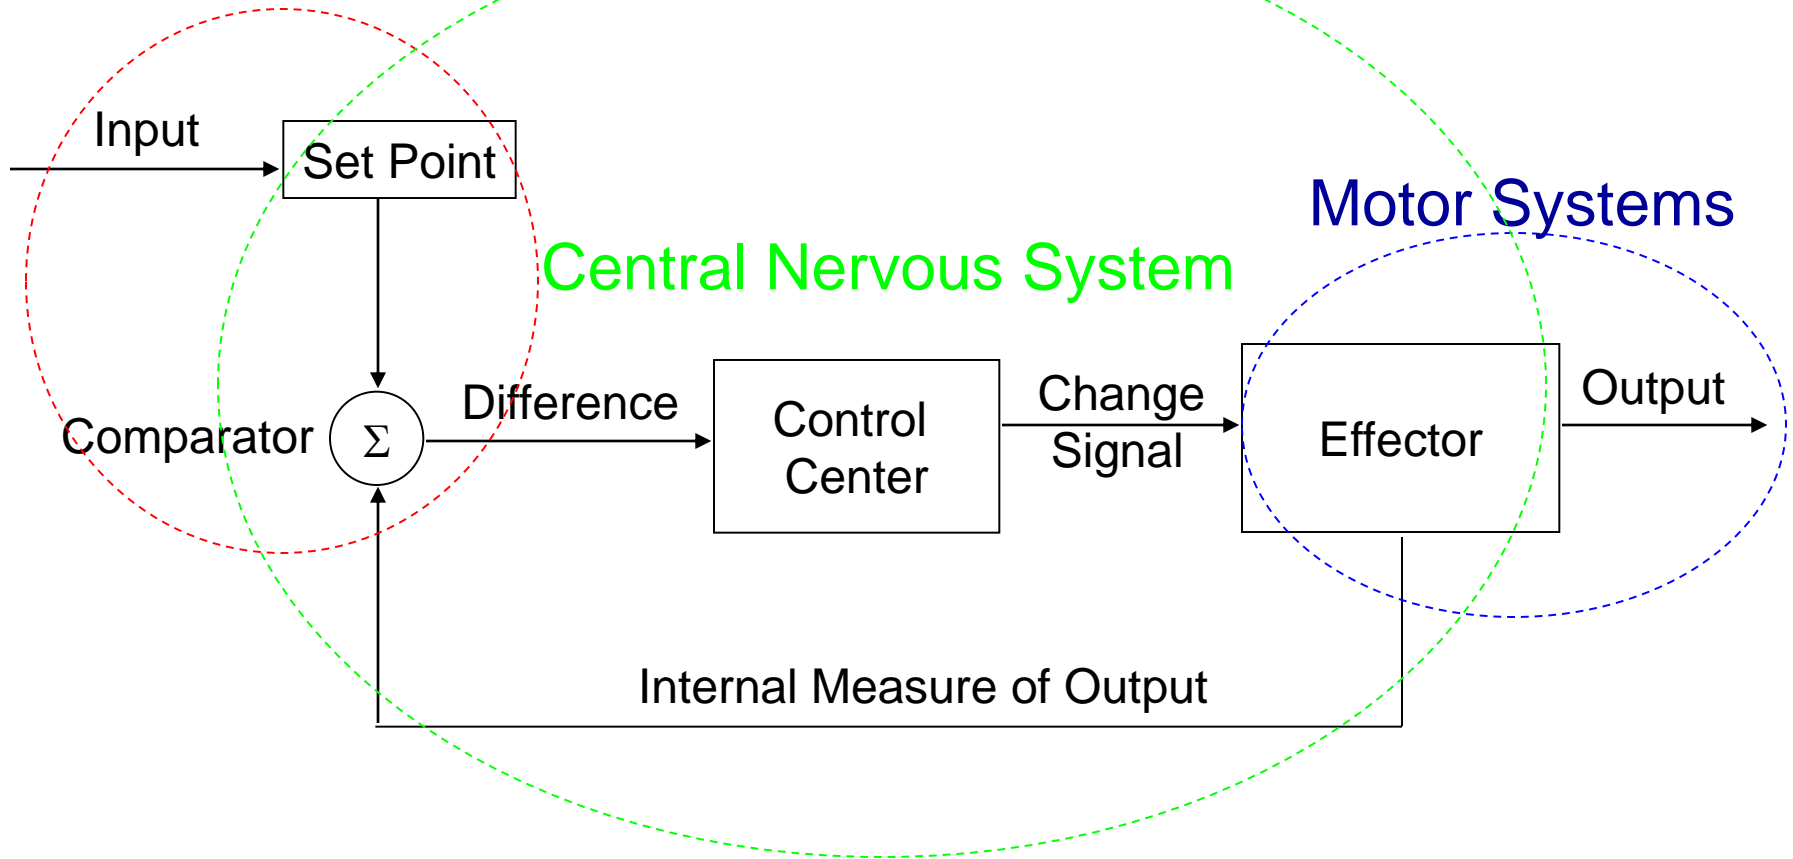 Input
Set Point
Motor Systems
Central Nervous System
Comparator
Σ
Difference
Control
Center
Change
Signal
Effector
Output
Internal Measure of Output